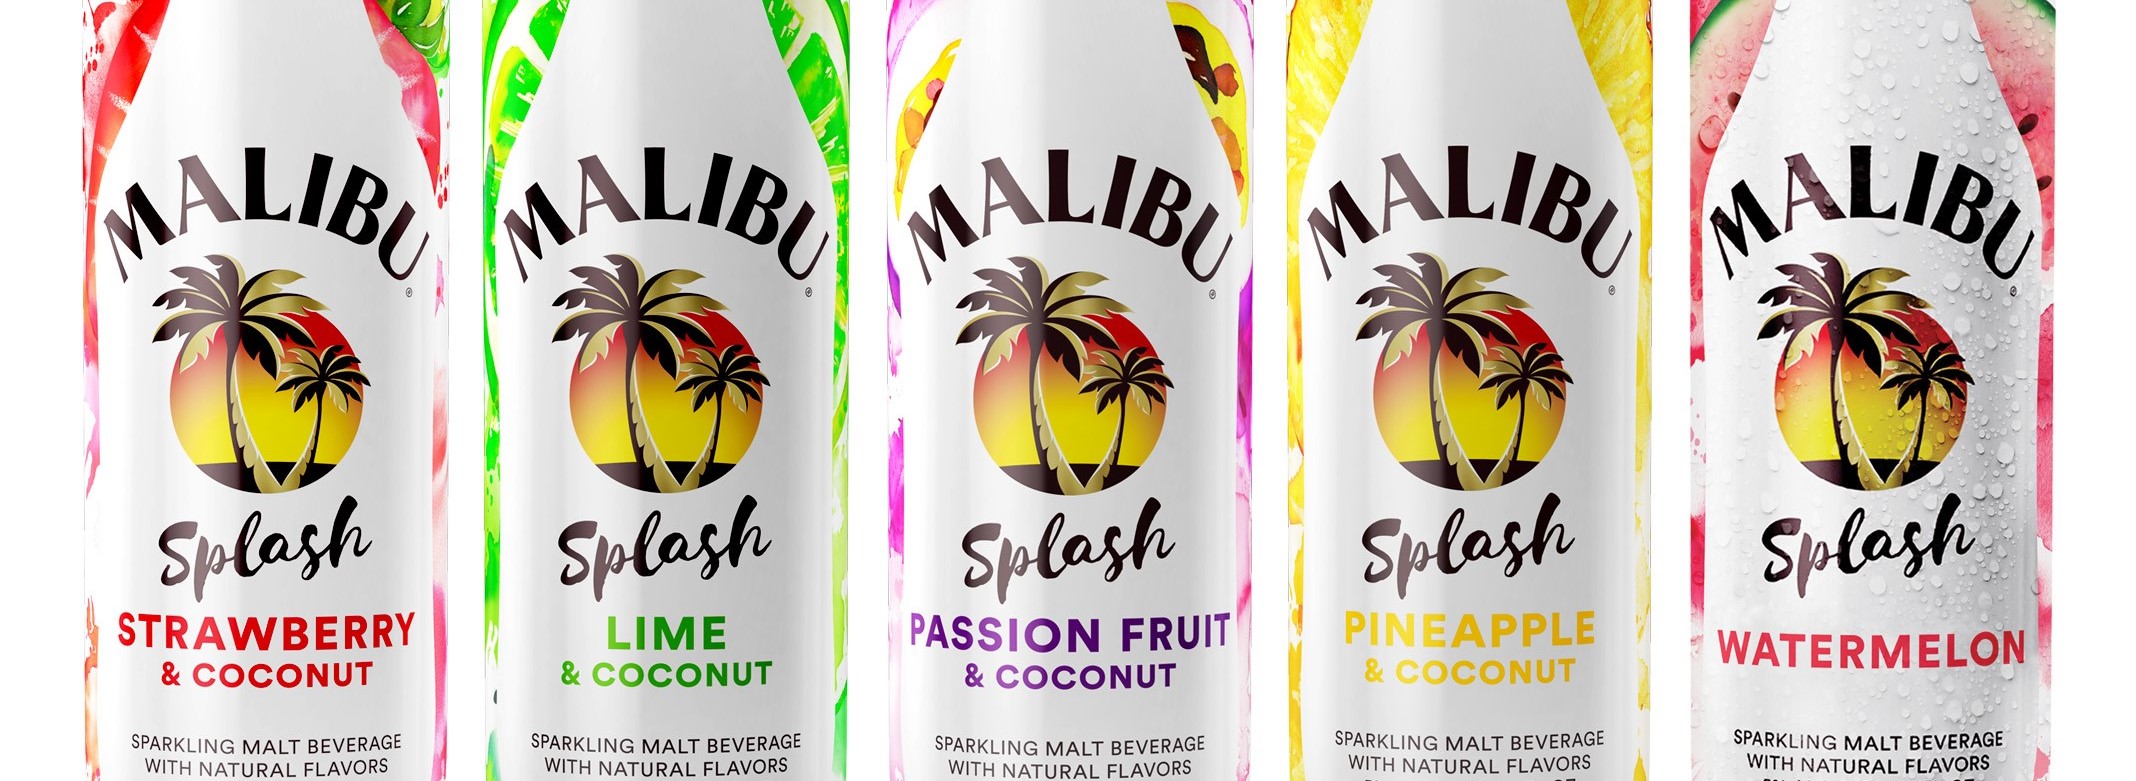 MALIBU
Splash
STRAWBERRY
& COCONUT
SPARKLING MALT BEVERAGE
WITH NATURAL FLAVORS
MALIBU
Splash
LIME
& COCONUT
SPARKLING MALT BEVERAGE
WITH NATURAL FLAVORS
MALIBU
Splash
PASSION FRUIT
& COCONUT
SPARKLING MALT BEVERAGE
WITH NATURAL FLAVORS
MALIBU
Splash
PINEAPPLE
& COCONUT
SPARKLING MALT BEVERAGE
WITH NATURAL FLAVORS
MALIBU
Splash
WATERMELON
SPARKLING MALT BEVERAGE
WITH NATURAL FLAVORS